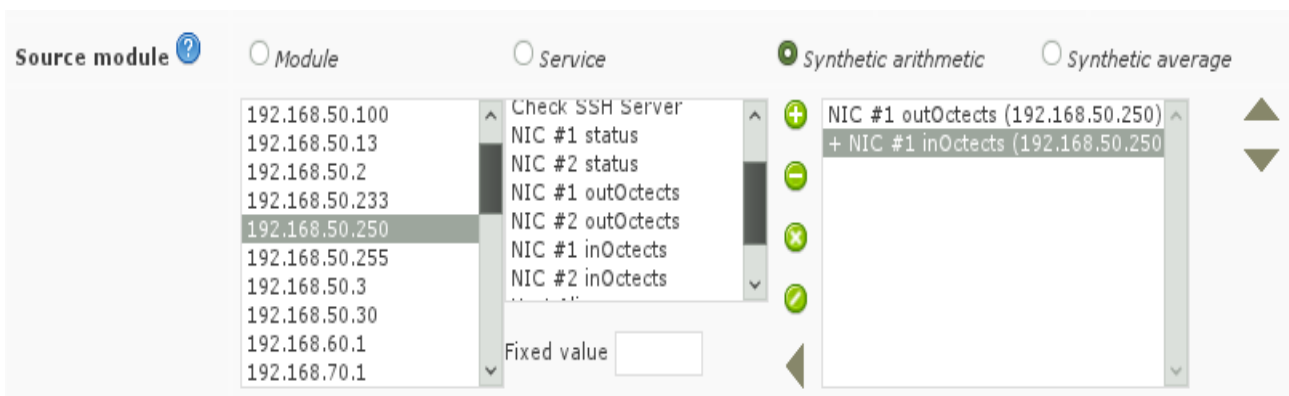 Source module ?
Module
Service
Synthetic arithmetic
Synthetic average
192.168.50.100
192.168.50.13
192.168.50.2
192.168.50.233
192.168.50.250
192.168.50.255
192.168.50.3
192.168.50.30
192.168.60.1
192.168.70.1
Check SSH Server
NIC #1 status
NIC #2 status
NIC #1 outOctects
NIC #2 outOctects
NIC #1 inOctects
NIC #2 inOctects
Fixed value
NIC #1 outOctects (192.168.50.250)
+ NIC #1 inOctects (192.168.50.250